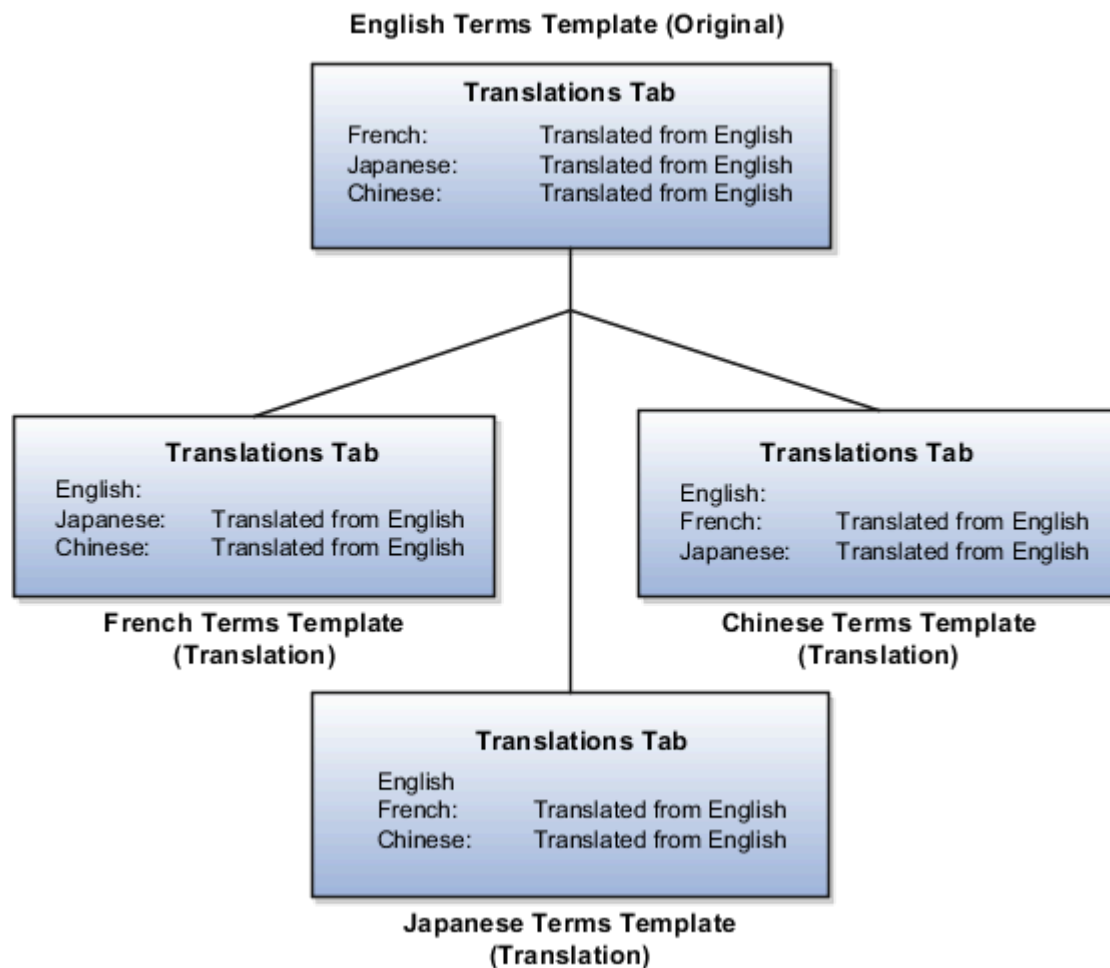 English Terms Template (Original)
Translations Tab
French: Translated from English
Japanese: Translated from English
Chinese: Translated from English
Translations Tab
English:
Japanese: Translated from English
Chinese: Translated from English
French Terms Template
(Translation)
Translations Tab
English:
French: Translated from English
Japanese: Translated from English
Chinese Terms Template
(Translation)
Translations Tab
English
French: Translated from English
Chinese: Translated from English
Japanese Terms Template
(Translation)